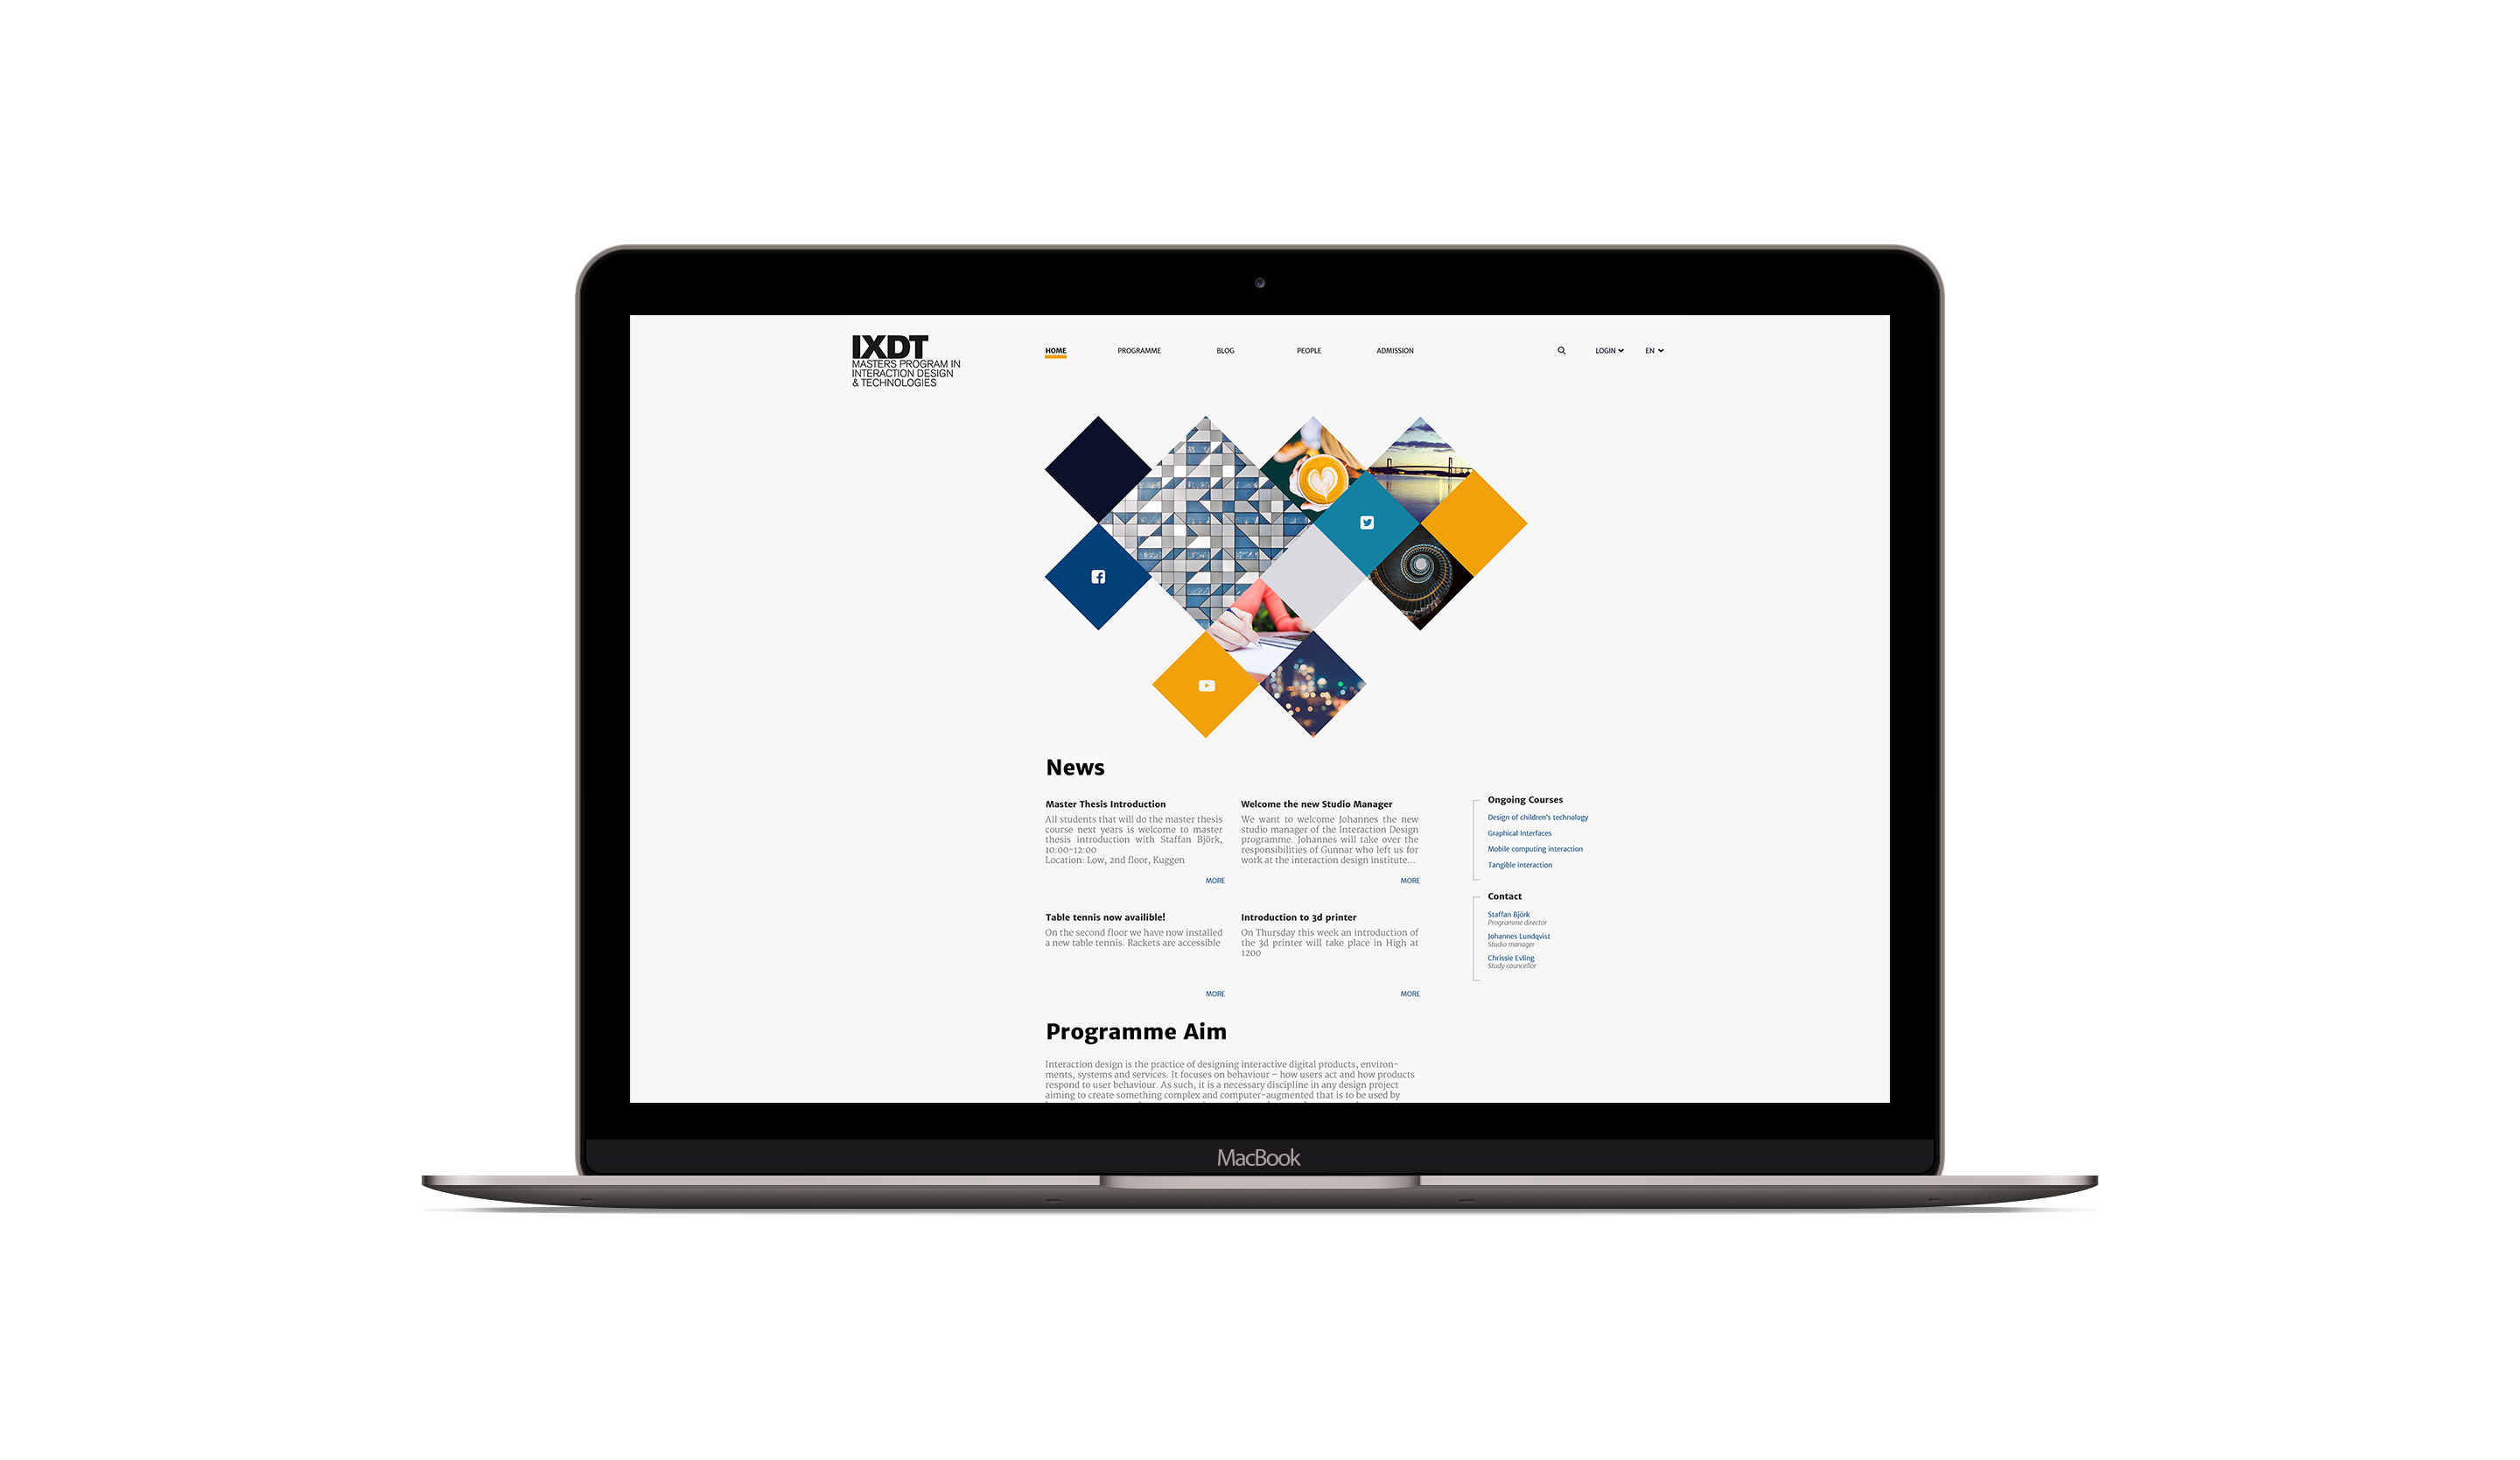 IXDT
MASTERS PROGRAM IN
INTERACTION DESIGN
& TECHNOLOGIES
HOME
PROGRAMME
BLOG
PEOPLE
ADMISSION
LOGIN
EN
News
Master Thesis Introduction
All students that will do the master thesis
course next years is welcome to master
thesis introduction with Staffan Björk,
10:00-12:00
Location: Low, 2nd floor, Kuggen
MORE
Welcome the new Studio Manager
We want to welcome Johannes the new
studio manager of the Interaction Design
programme. Johannes will take over the
responsibilities of Gunnar who left us for
work at the interaction design institute...
MORE
Table tennis now availible!
On the second floor we have now installed
a new table tennis. Rackets are accessible
MORE
Introduction to 3d printer
On Thursday this week an introduction of
the 3d printer will take place in High at
1200
MORE
Ongoing Courses
Design of children's technology
Graphical Interfaces
Mobile computing interaction
Tangible interaction
Contact
Staffan Björk
Programme director
Johannes Lundqvist
Studio manager
Chrissie Evling
Study councellor
Programme Aim
Interaction design is the practice of designing interactive digital products, environ-
ments, systems and services. It focuses on behaviour – how users act and how products
respond to user behaviour. As such, it is a necessary discipline in any design project
aiming to create something complex and computer-augmented that is to be used by
MacBook